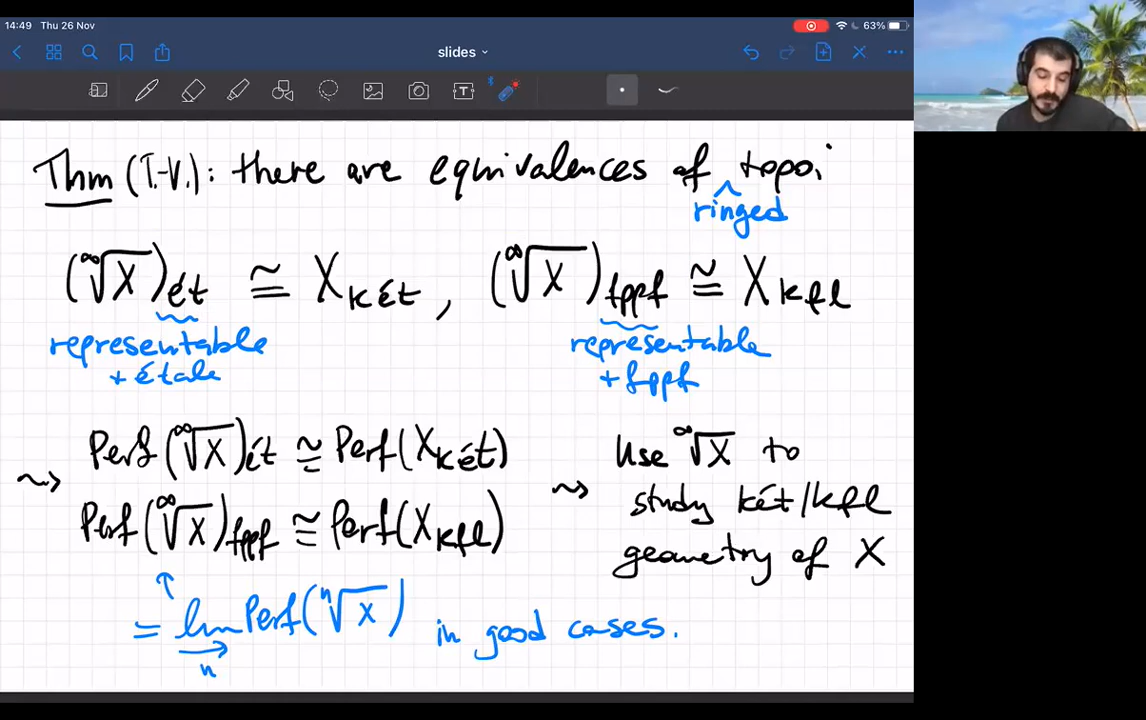 14:49 Thu 26 Nov
63%
slides
Thm (T.-V.): there are equivalences of topoi
ringed
(∞√X)ét ≅ Xkét, (∞√X)fppf ≅ Xkfl
representable representable
+ étale + fppf
Perf(∞√X)ét ≅ Perf(Xkét) Use ∞√X to
⇝ ⇝ study két/kfl
Perf(∞√X)fppf ≅ Perf(Xkfl) geometry of X
↑
= lim Perf(n√X) in good cases.
→
n